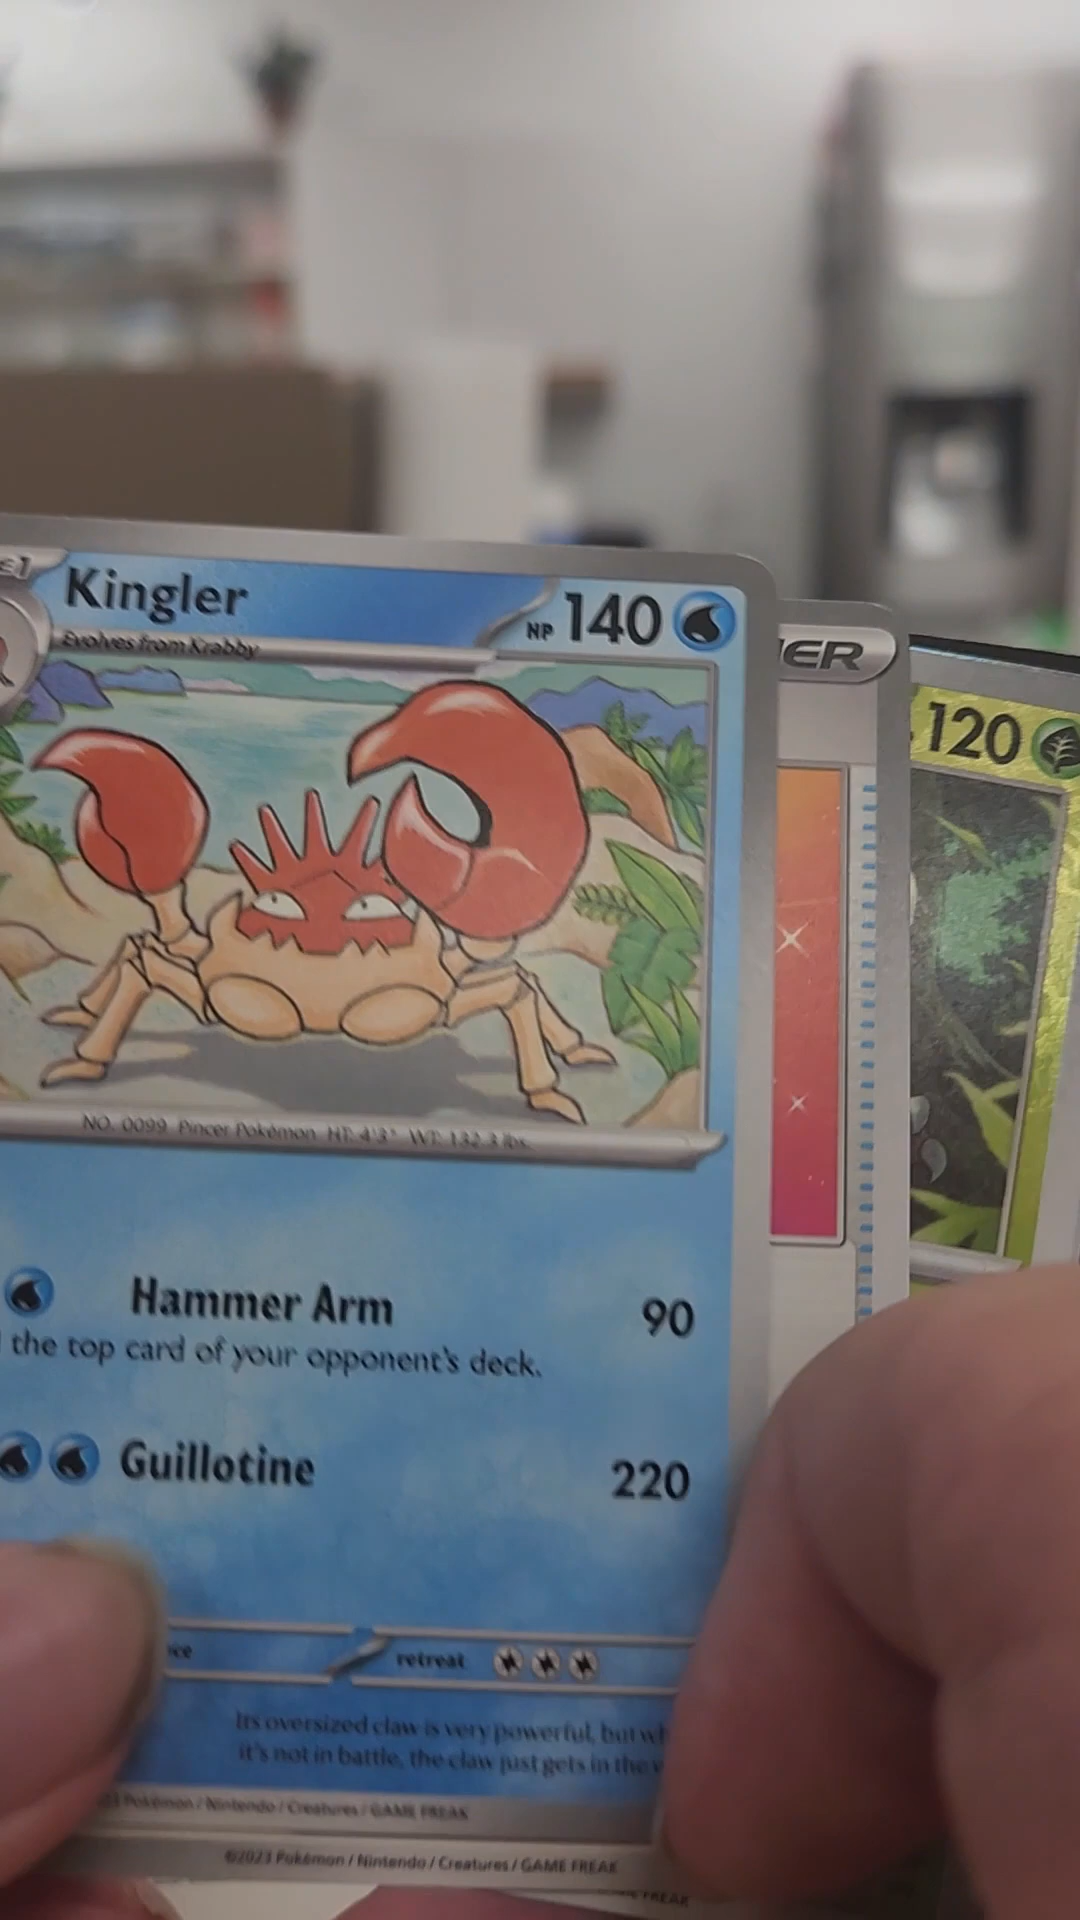 Kingler
HP 140
Evolves from Krabby
ER
120
NO. 0099 Pincer Pokémon HT: 4'3" WT: 132.3 lbs.
Hammer Arm 90
the top card of your opponent's deck.
Guillotine 220
retreat
Its oversized claw is very powerful, but
it's not in battle, the claw just gets in the
Pokémon / Nintendo / Creatures / GAME FREAK
©2023 Pokémon / Nintendo / Creatures / GAME FREAK